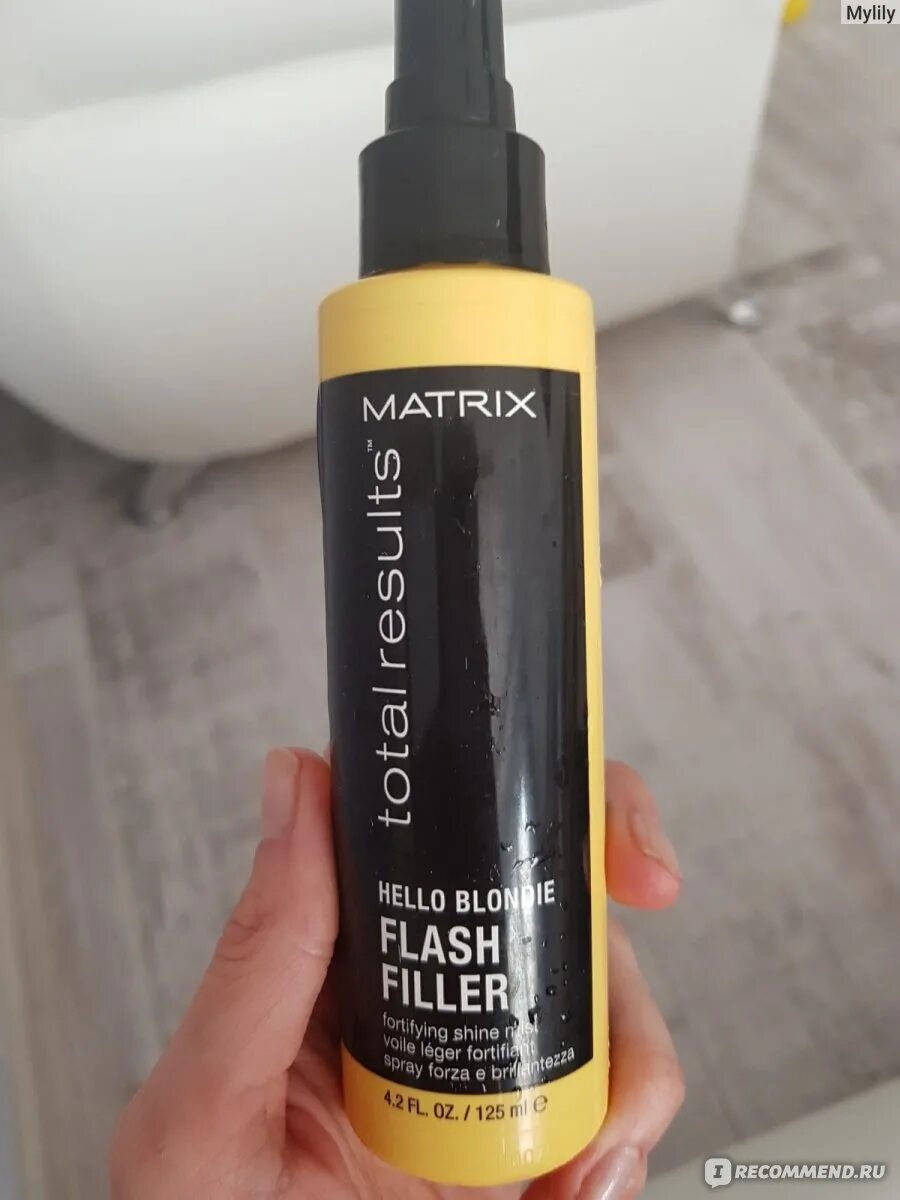 Mylily
MATRIX
total results™
HELLO BLONDIE
FLASH
FILLER
fortifying shine mist
voile léger fortifiant
spray forza e brillantezza
4.2 FL. OZ. / 125 ml e
IRECOMMEND.RU